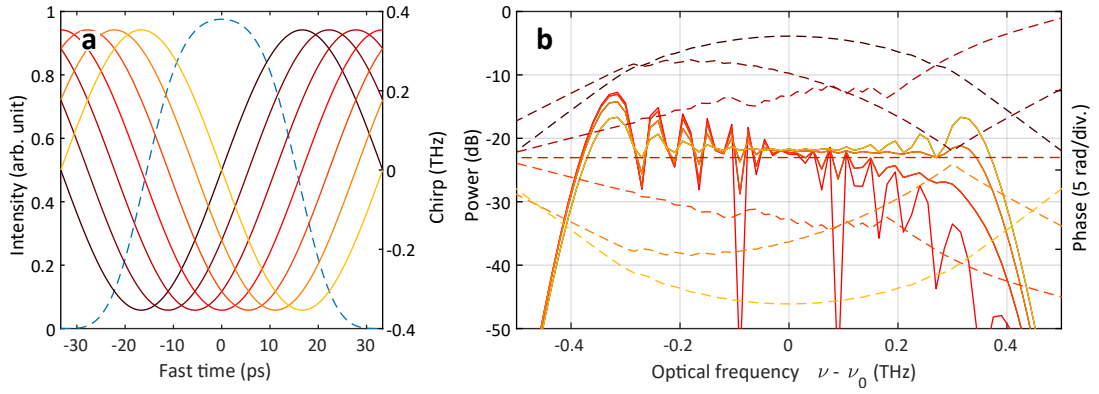 a
1
0.8
0.6
0.4
0.2
0
Intensity (arb. unit)
0.4
0.2
0
-0.2
-0.4
Chirp (THz)
-30 -20 -10 0 10 20 30
Fast time (ps)
b
0
-10
-20
-30
-40
-50
Power (dB)
Phase (5 rad/div.)
-0.4 -0.2 0 0.2 0.4
Optical frequency ν - ν0 (THz)